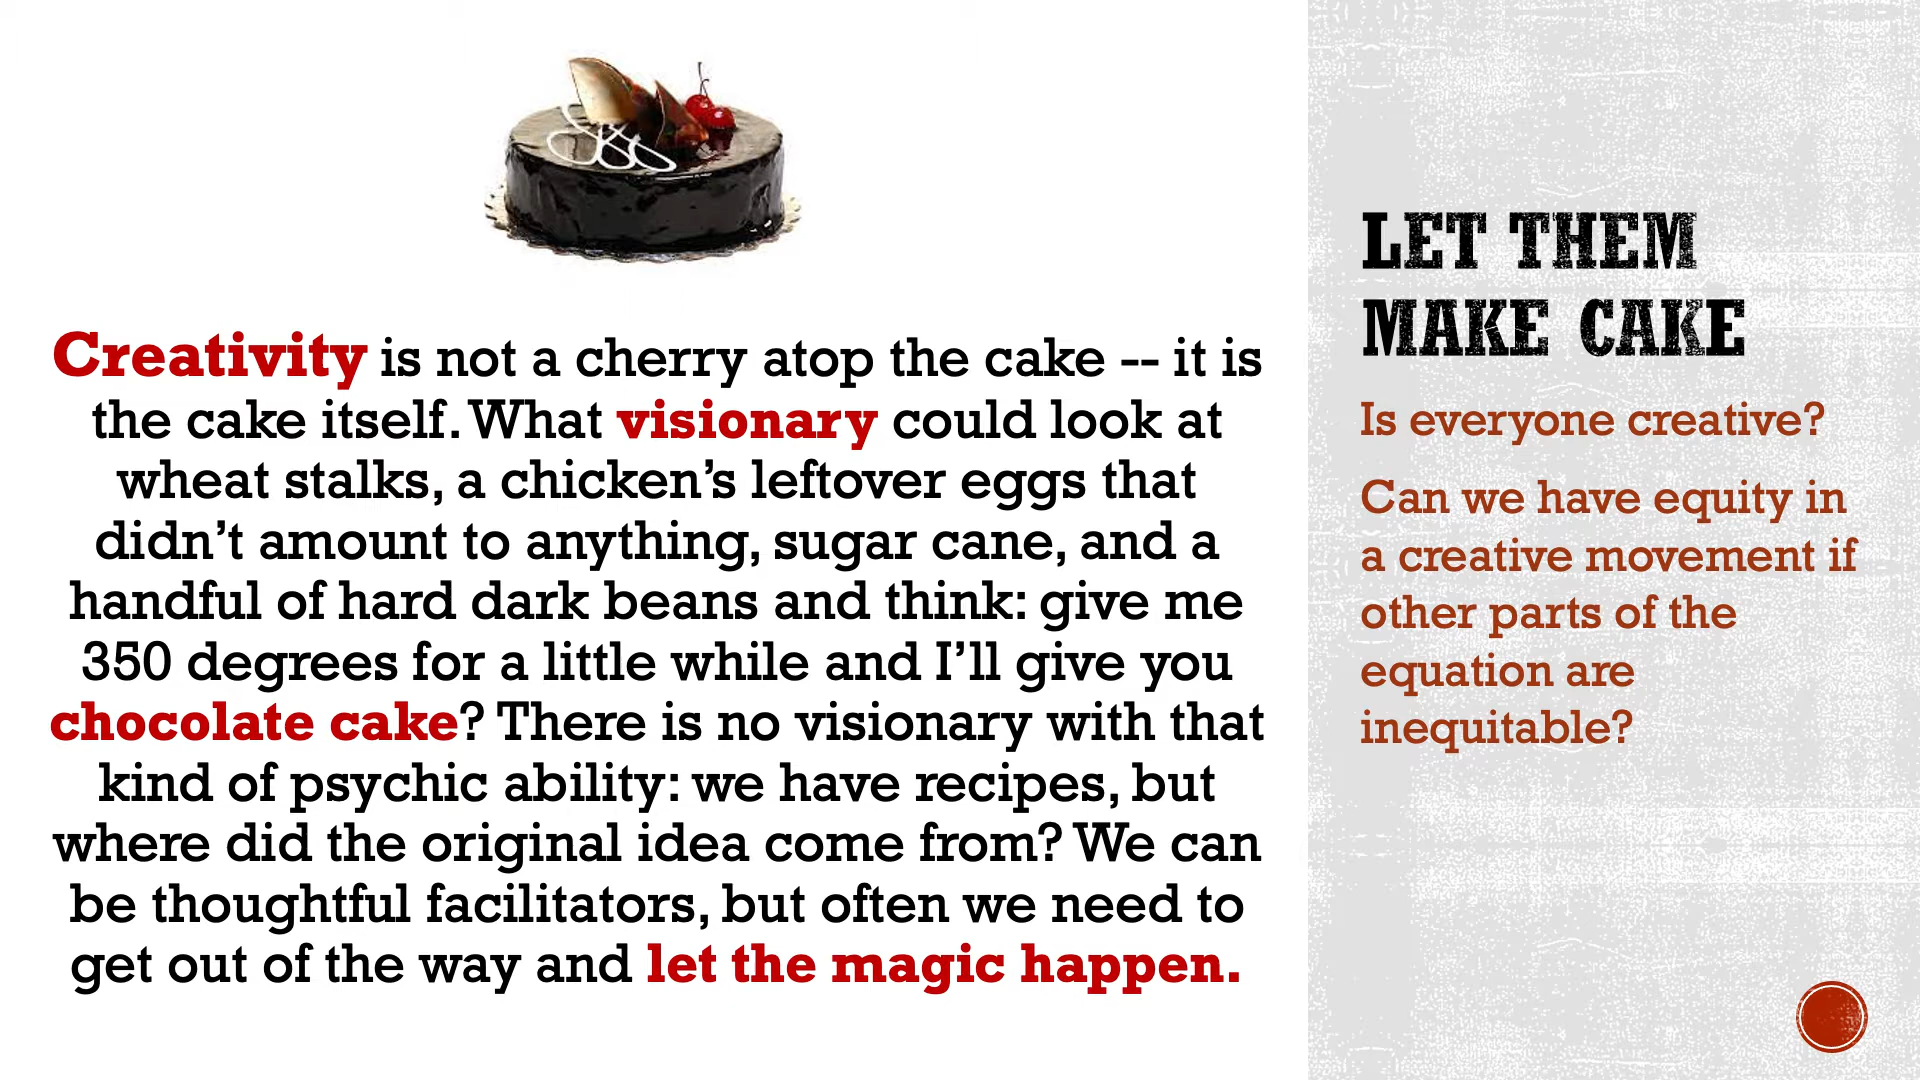 Creativity is not a cherry atop the cake -- it is
the cake itself. What visionary could look at
wheat stalks, a chicken’s leftover eggs that
didn’t amount to anything, sugar cane, and a
handful of hard dark beans and think: give me
350 degrees for a little while and I’ll give you
chocolate cake? There is no visionary with that
kind of psychic ability: we have recipes, but
where did the original idea come from? We can
be thoughtful facilitators, but often we need to
get out of the way and let the magic happen.
LET THEM
MAKE CAKE
Is everyone creative?
Can we have equity in
a creative movement if
other parts of the
equation are
inequitable?